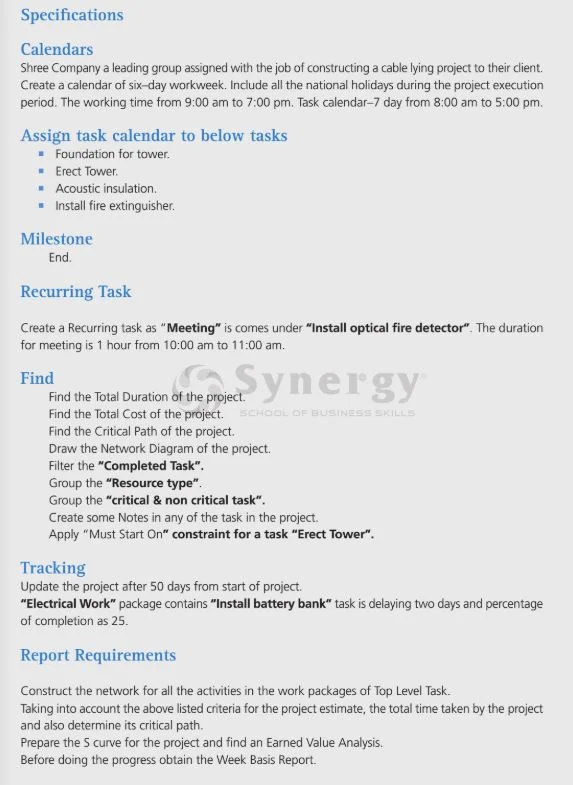 Specifications
Calendars
Shree Company a leading group assigned with the job of constructing a cable lying project to their client.
Create a calendar of six–day workweek. Include all the national holidays during the project execution
period. The working time from 9:00 am to 7:00 pm. Task calendar–7 day from 8:00 am to 5:00 pm.
Assign task calendar to below tasks
▪ Foundation for tower.
▪ Erect Tower.
▪ Acoustic insulation.
▪ Install fire extinguisher.
Milestone
End.
Recurring Task
Create a Recurring task as “Meeting” is comes under “Install optical fire detector”. The duration
for meeting is 1 hour from 10:00 am to 11:00 am.
Find
Find the Total Duration of the project.
Find the Total Cost of the project.
Find the Critical Path of the project.
Draw the Network Diagram of the project.
Filter the “Completed Task”.
Group the “Resource type”.
Group the “critical & non critical task”.
Create some Notes in any of the task in the project.
Apply “Must Start On” constraint for a task “Erect Tower”.
Synergy®
SCHOOL OF BUSINESS SKILLS
Tracking
Update the project after 50 days from start of project.
“Electrical Work” package contains “Install battery bank” task is delaying two days and percentage
of completion as 25.
Report Requirements
Construct the network for all the activities in the work packages of Top Level Task.
Taking into account the above listed criteria for the project estimate, the total time taken by the project
and also determine its critical path.
Prepare the S curve for the project and find an Earned Value Analysis.
Before doing the progress obtain the Week Basis Report.